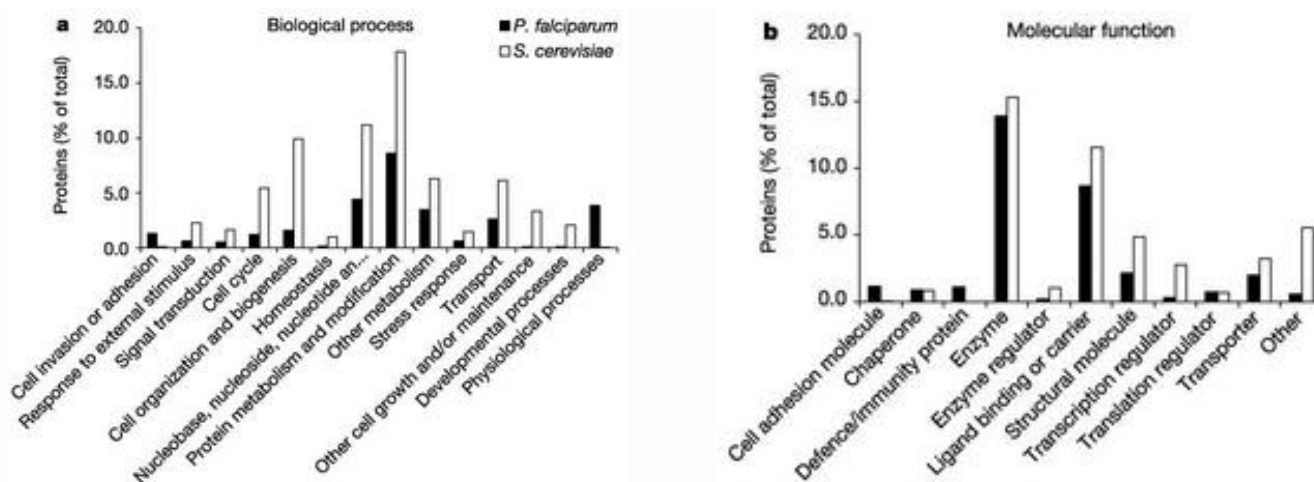 a
Biological process
P. falciparum
S. cerevisiae
Proteins (% of total)
20.0
15.0
10.0
5.0
0.0
Cell invasion or adhesion
Response to external stimulus
Signal transduction
Cell cycle
Cell organization and biogenesis
Homeostasis
Nucleobase, nucleoside, nucleotide an...
Protein metabolism and modification
Other metabolism
Stress response
Transport
Other cell growth and/or maintenance
Developmental processes
Physiological processes
b
Molecular function
Proteins (% of total)
20.0
15.0
10.0
5.0
0.0
Cell adhesion molecule
Chaperone
Defence/immunity protein
Enzyme
Enzyme regulator
Ligand binding or carrier
Structural molecule
Transcription regulator
Translation regulator
Transporter
Other